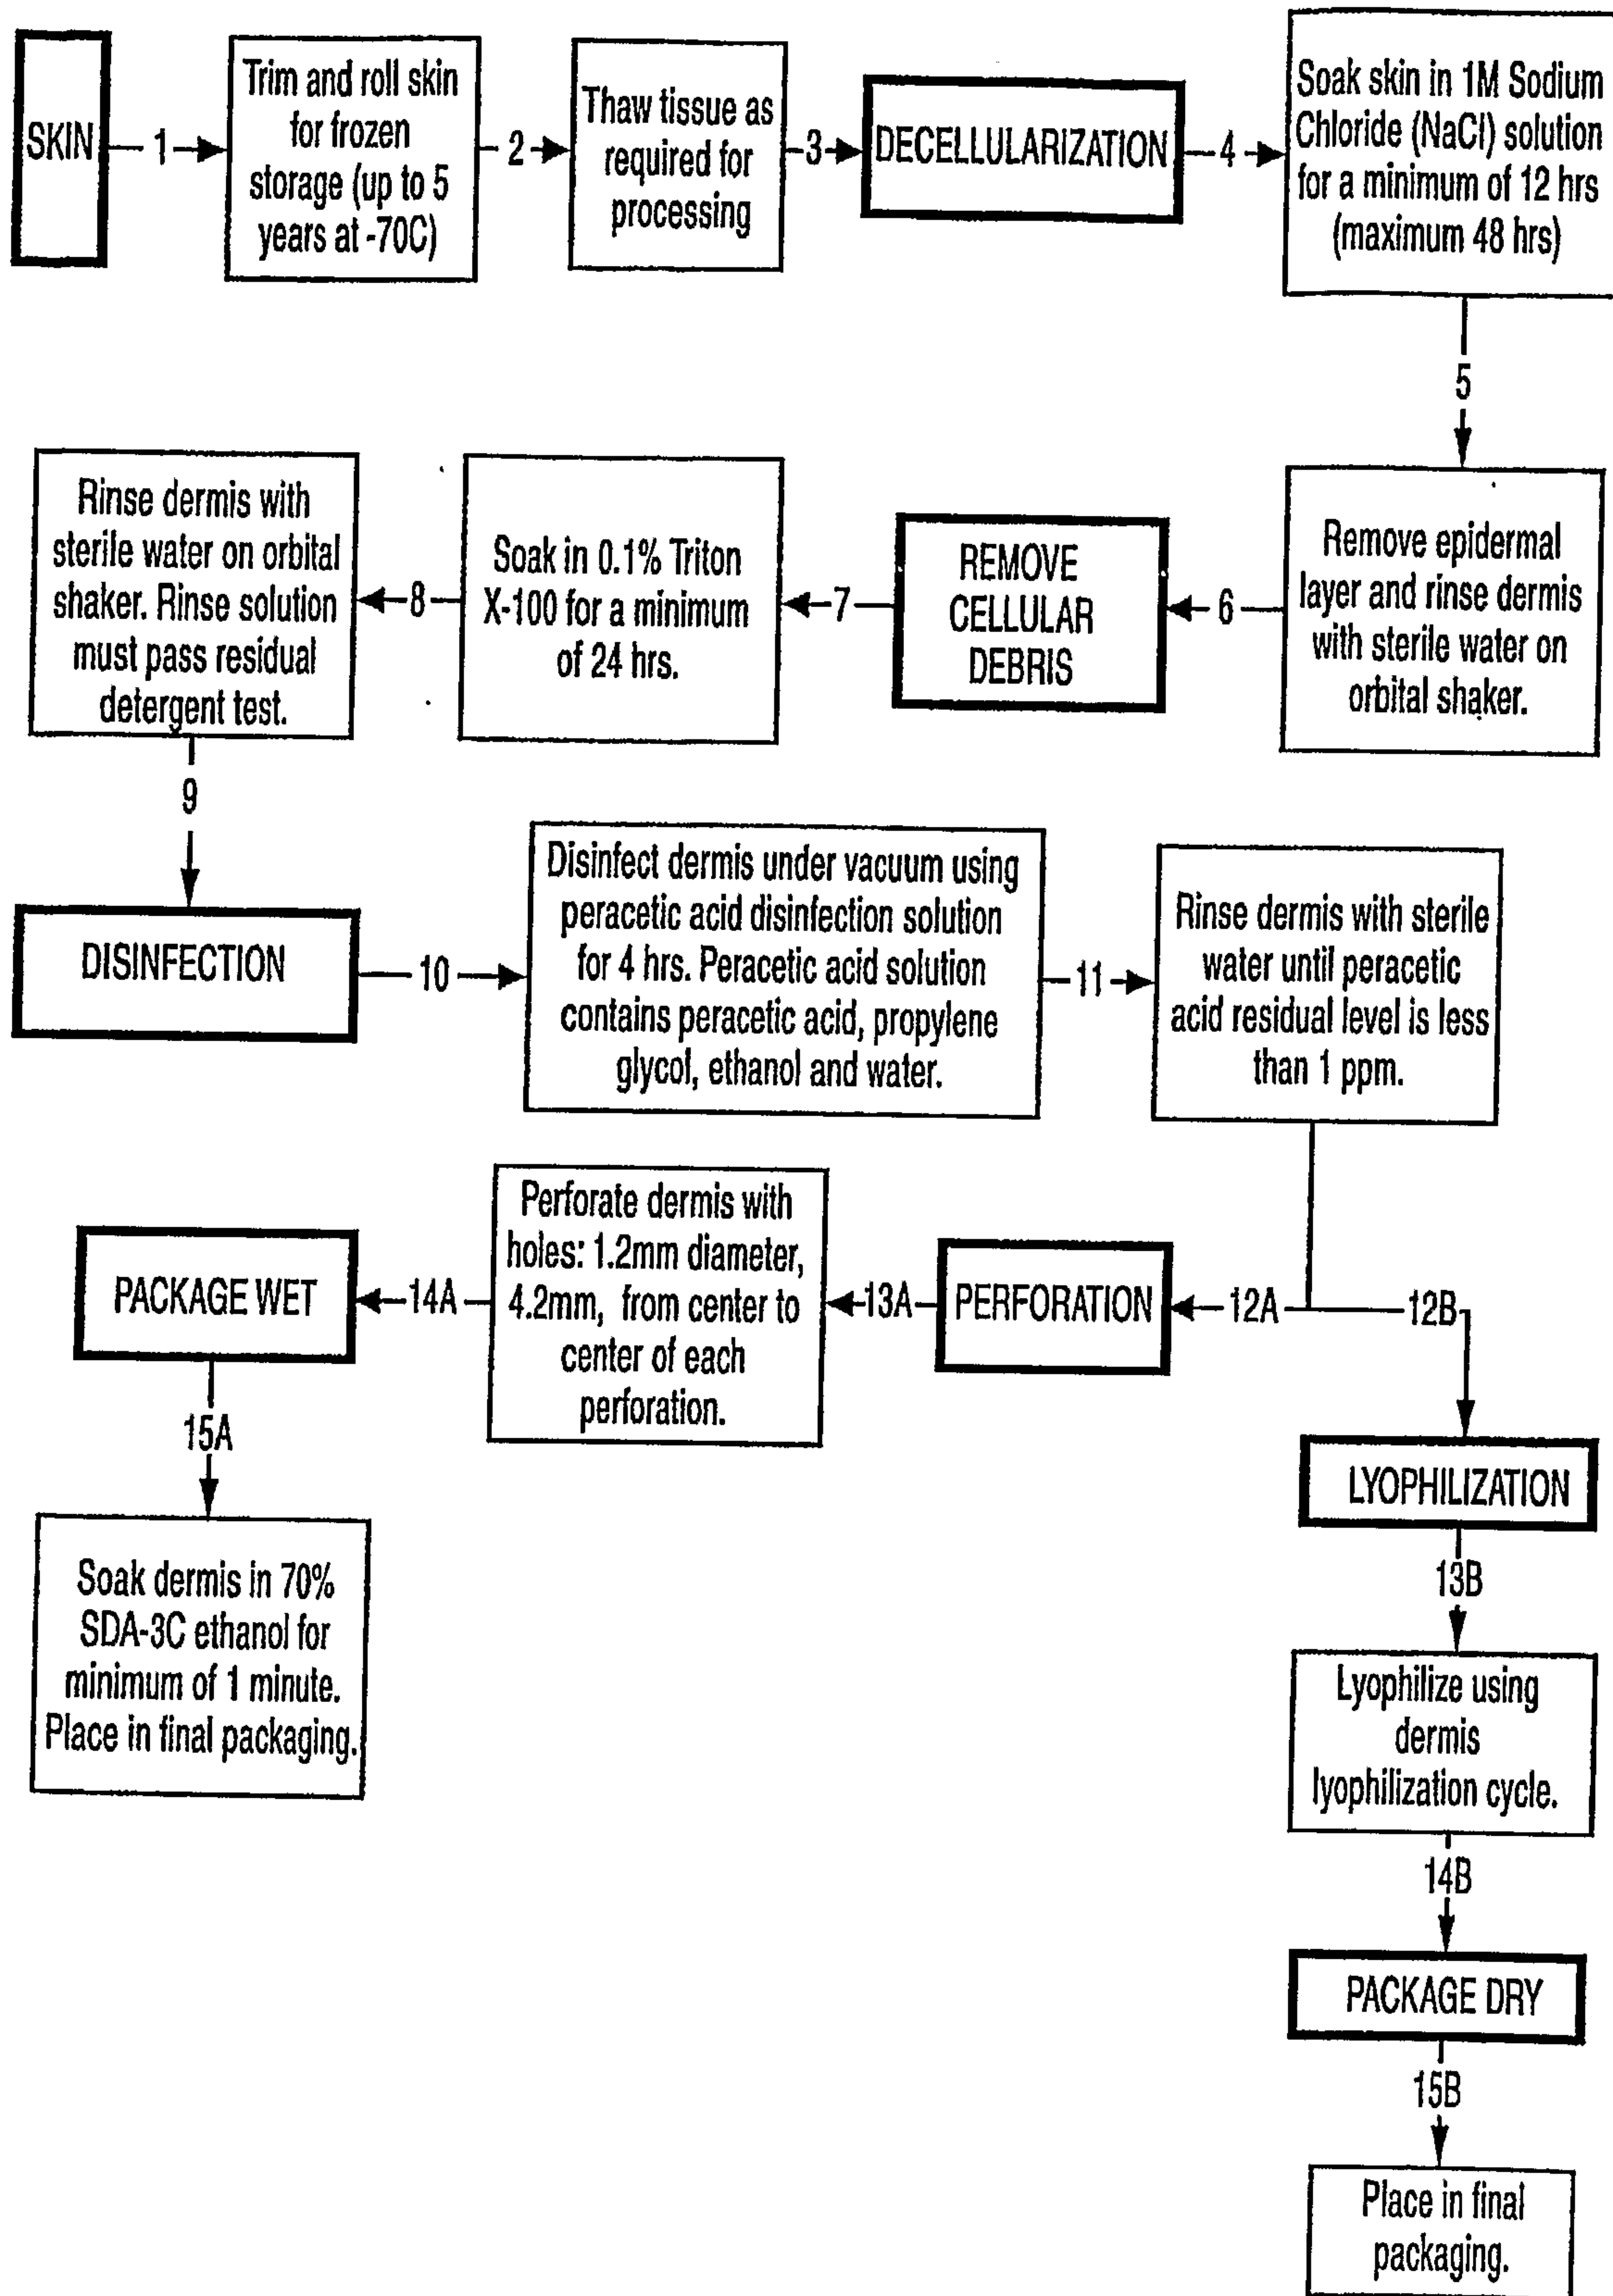 SKIN
1
Trim and roll skin
for frozen
storage (up to 5
years at -70C)
2
Thaw tissue as
required for
processing
3
DECELLULARIZATION
4
Soak skin in 1M Sodium
Chloride (NaCl) solution
for a minimum of 12 hrs
(maximum 48 hrs)
5
Remove epidermal
layer and rinse dermis
with sterile water on
orbital shaker.
6
REMOVE
CELLULAR
DEBRIS
7
Soak in 0.1% Triton
X-100 for a minimum
of 24 hrs.
8
Rinse dermis with
sterile water on orbital
shaker. Rinse solution
must pass residual
detergent test.
9
DISINFECTION
10
Disinfect dermis under vacuum using
peracetic acid disinfection solution
for 4 hrs. Peracetic acid solution
contains peracetic acid, propylene
glycol, ethanol and water.
11
Rinse dermis with sterile
water until peracetic
acid residual level is less
than 1 ppm.
12A
PERFORATION
13A
Perforate dermis with
holes: 1.2mm diameter,
4.2mm, from center to
center of each
perforation.
14A
PACKAGE WET
15A
Soak dermis in 70%
SDA-3C ethanol for
minimum of 1 minute.
Place in final packaging.
12B
LYOPHILIZATION
13B
Lyophilize using
dermis
lyophilization cycle.
14B
PACKAGE DRY
15B
Place in final
packaging.